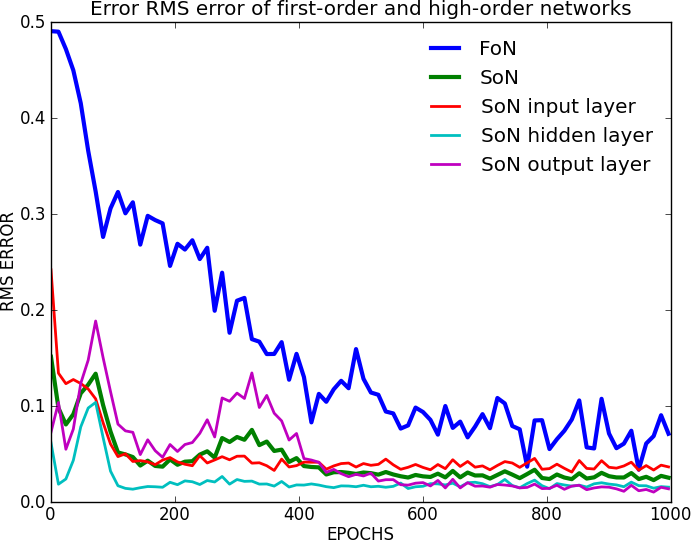 Error RMS error of first-order and high-order networks
0.5
0.4
0.3
0.2
0.1
0.0
RMS ERROR
FoN
SoN
SoN input layer
SoN hidden layer
SoN output layer
0 200 400 600 800 1000
EPOCHS